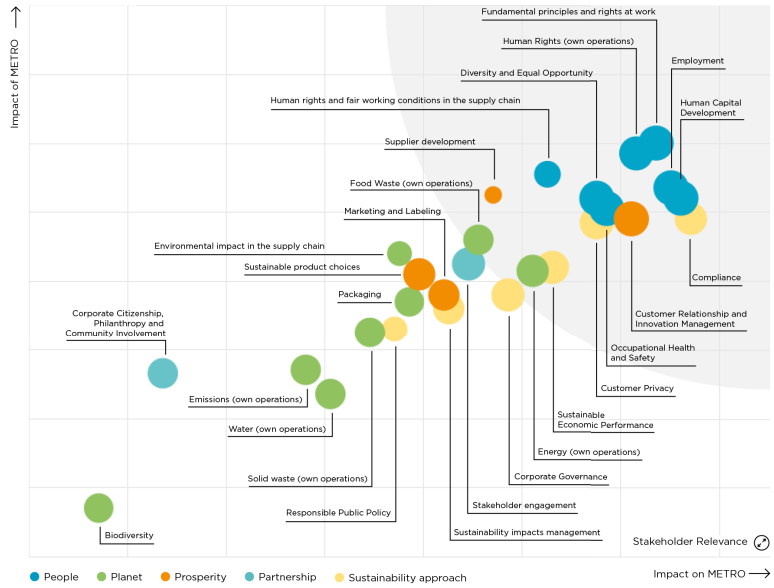 Impact of METRO
Fundamental principles and rights at work
Human Rights (own operations)
Employment
Diversity and Equal Opportunity
Human rights and fair working conditions in the supply chain
Human Capital
Development
Supplier development
Food Waste (own operations)
Marketing and Labeling
Environmental impact in the supply chain
Sustainable product choices
Compliance
Packaging
Corporate Citizenship,
Philanthropy and
Community Involvement
Customer Relationship and
Innovation Management
Occupational Health
and Safety
Customer Privacy
Emissions (own operations)
Sustainable
Economic Performance
Water (own operations)
Energy (own operations)
Solid waste (own operations)
Corporate Governance
Stakeholder engagement
Responsible Public Policy
Sustainability impacts management
Biodiversity
Stakeholder Relevance
People
Planet
Prosperity
Partnership
Sustainability approach
Impact on METRO